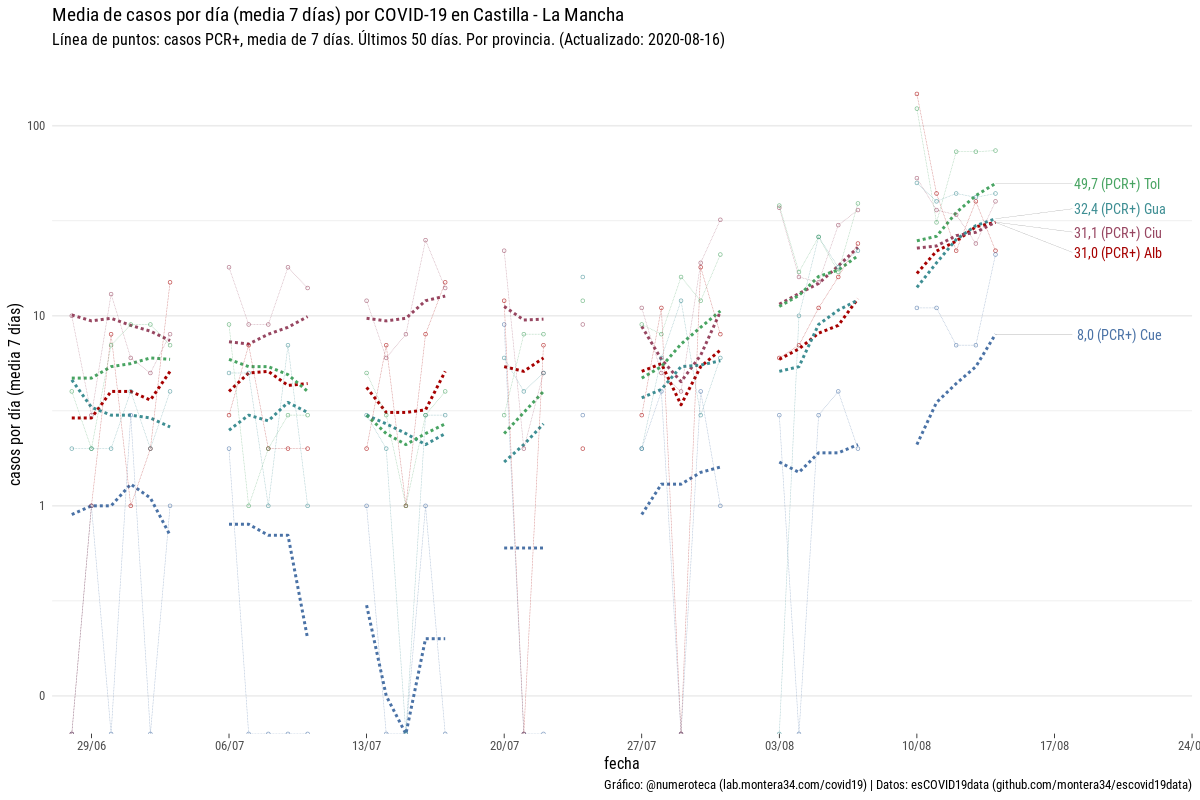 Media de casos por día (media 7 días) por COVID-19 en Castilla - La Mancha
Línea de puntos: casos PCR+, media de 7 días. Últimos 50 días. Por provincia. (Actualizado: 2020-08-16)
casos por día (media 7 días)
100
10
1
0
49,7 (PCR+) Tol
32,4 (PCR+) Gua
31,1 (PCR+) Ciu
31,0 (PCR+) Alb
8,0 (PCR+) Cue
29/06
06/07
13/07
20/07
27/07
03/08
10/08
17/08
24/0
fecha
Gráfico: @numeroteca (lab.montera34.com/covid19) | Datos: esCOVID19data (github.com/montera34/escovid19data)